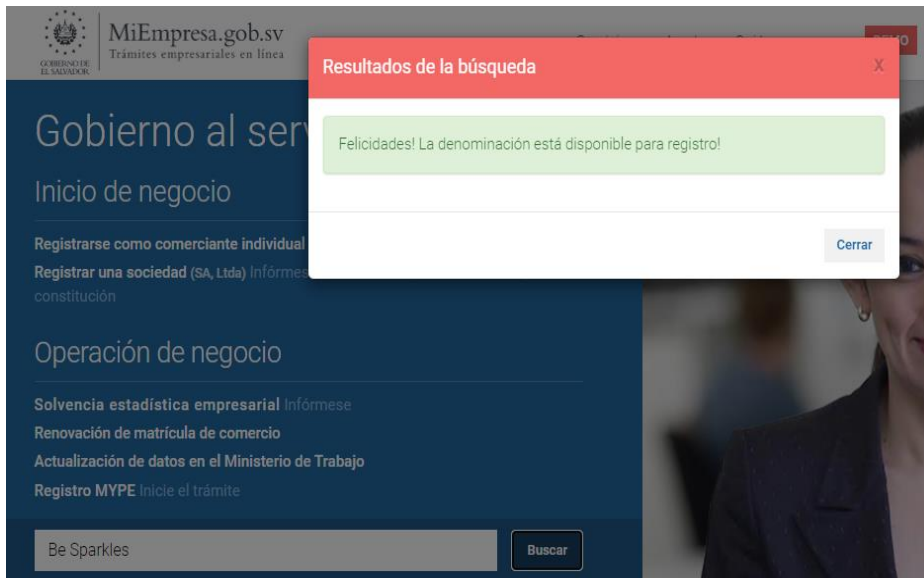 GOBIERNO DE
EL SALVADOR
MiEmpresa.gob.sv
Trámites empresariales en línea
Resultados de la búsqueda
X
Felicidades! La denominación está disponible para registro!
Cerrar
Gobierno al
Inicio de negocio
Registrarse como comerciante individual
Registrar una sociedad (SA, Ltda)
constitución
Operación de negocio
Solvencia estadística empresarial Infórmese
Renovación de matrícula de comercio
Actualización de datos en el Ministerio de Trabajo
Registro MYPE Inicie el trámite
Be Sparkles
Buscar